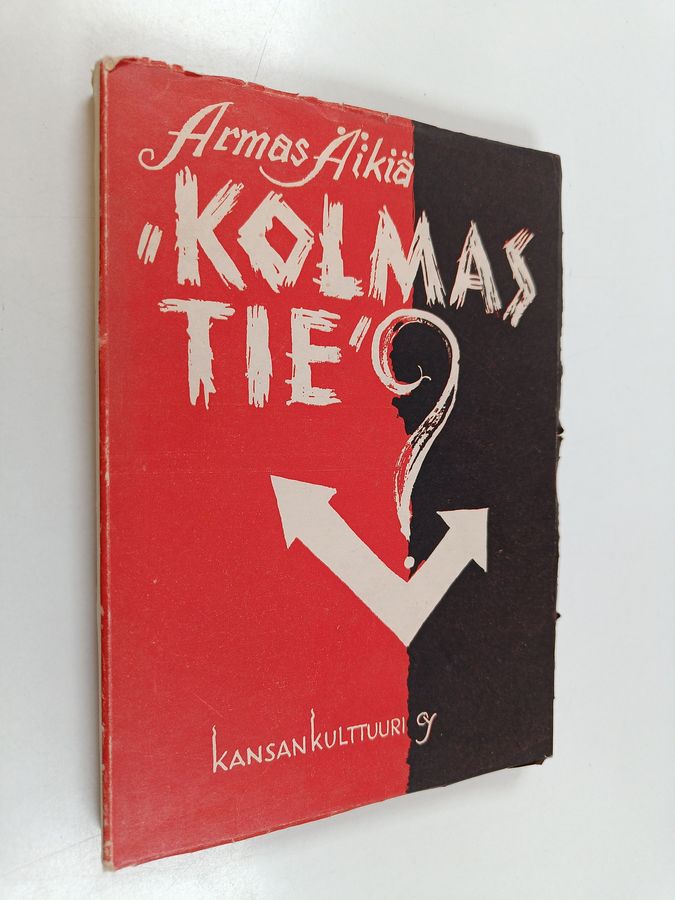 Armas Äikiä
"KOLMAS
TIE"?
KANSANKULTTUURI OY